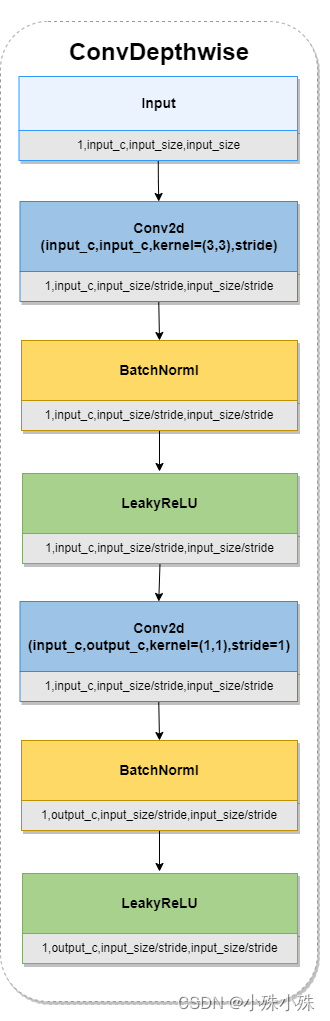 ConvDepthwise
Input
1,input_c,input_size,input_size
Conv2d
(input_c,input_c,kernel=(3,3),stride)
1,input_c,input_size/stride,input_size/stride
BatchNorml
1,input_c,input_size/stride,input_size/stride
LeakyReLU
1,input_c,input_size/stride,input_size/stride
Conv2d
(input_c,output_c,kernel=(1,1),stride=1)
1,input_c,input_size/stride,input_size/stride
BatchNorml
1,output_c,input_size/stride,input_size/stride
LeakyReLU
1,output_c,input_size/stride,input_size/stride
CSDN @小殊小殊